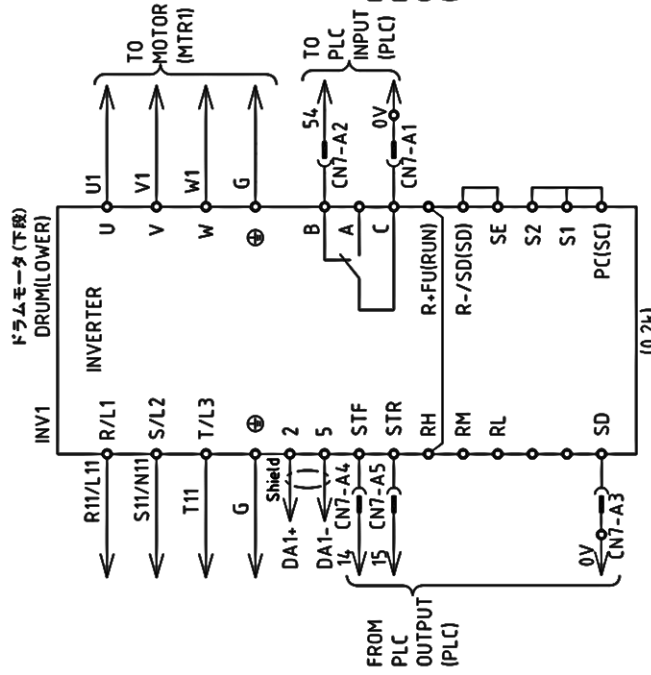 ドラムモータ(下段)
DRUM(LOWER)
INV1
INVERTER
R11/L11
R/L1
S11/N11
S/L2
T11
T/L3
G
⏚
DA1+
Shield
2
DA1-
5
14
CN7-A4
STF
15
CN7-A5
STR
RH
RM
RL
0V
CN7-A3
SD
FROM
PLC
OUTPUT
(PLC)
U
U1
V
V1
W
W1
⏚
G
TO
MOTOR
(MTR1)
B
54
CN7-A2
A
C
0V
CN7-A1
TO
PLC
INPUT
(PLC)
R+FU(RUN)
R-/SD(SD)
SE
S2
S1
PC(SC)
(0.2k)